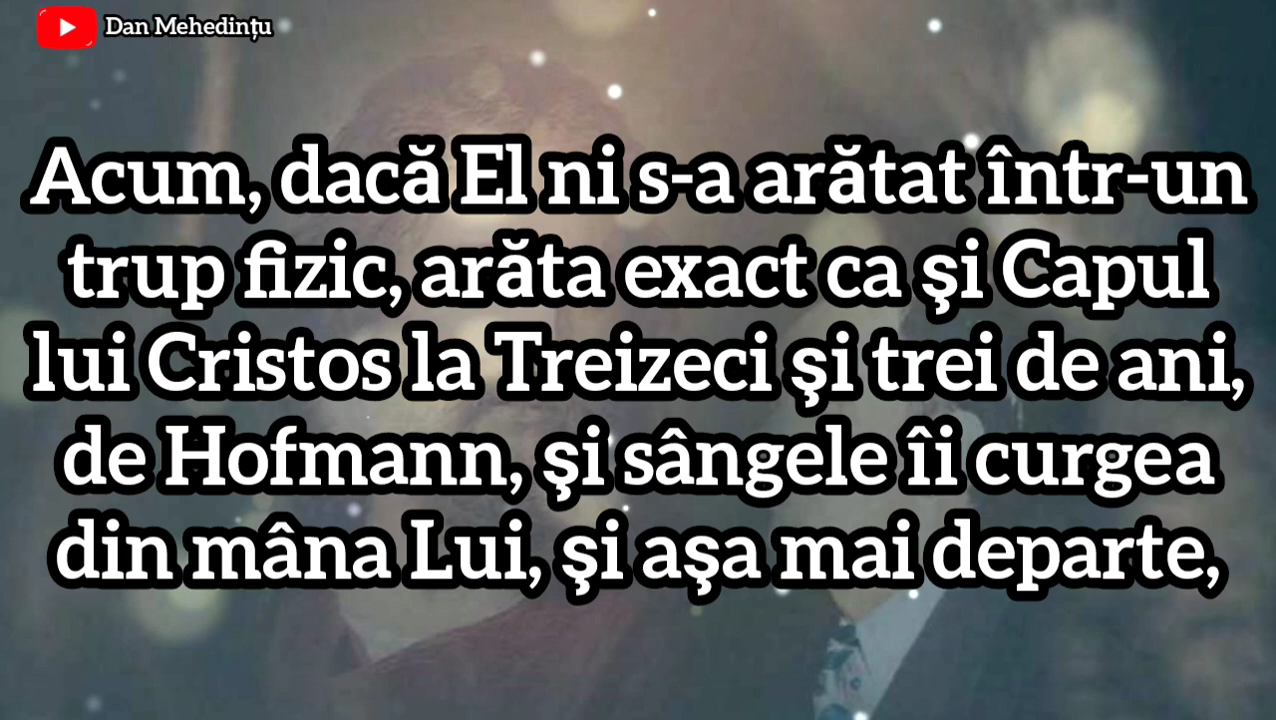 Dan Mehedințu
Acum, dacă El ni s-a arătat într-un
trup fizic, arăta exact ca şi Capul
lui Cristos la Treizeci şi trei de ani,
de Hofmann, şi sângele îi curgea
din mâna Lui, şi aşa mai departe,